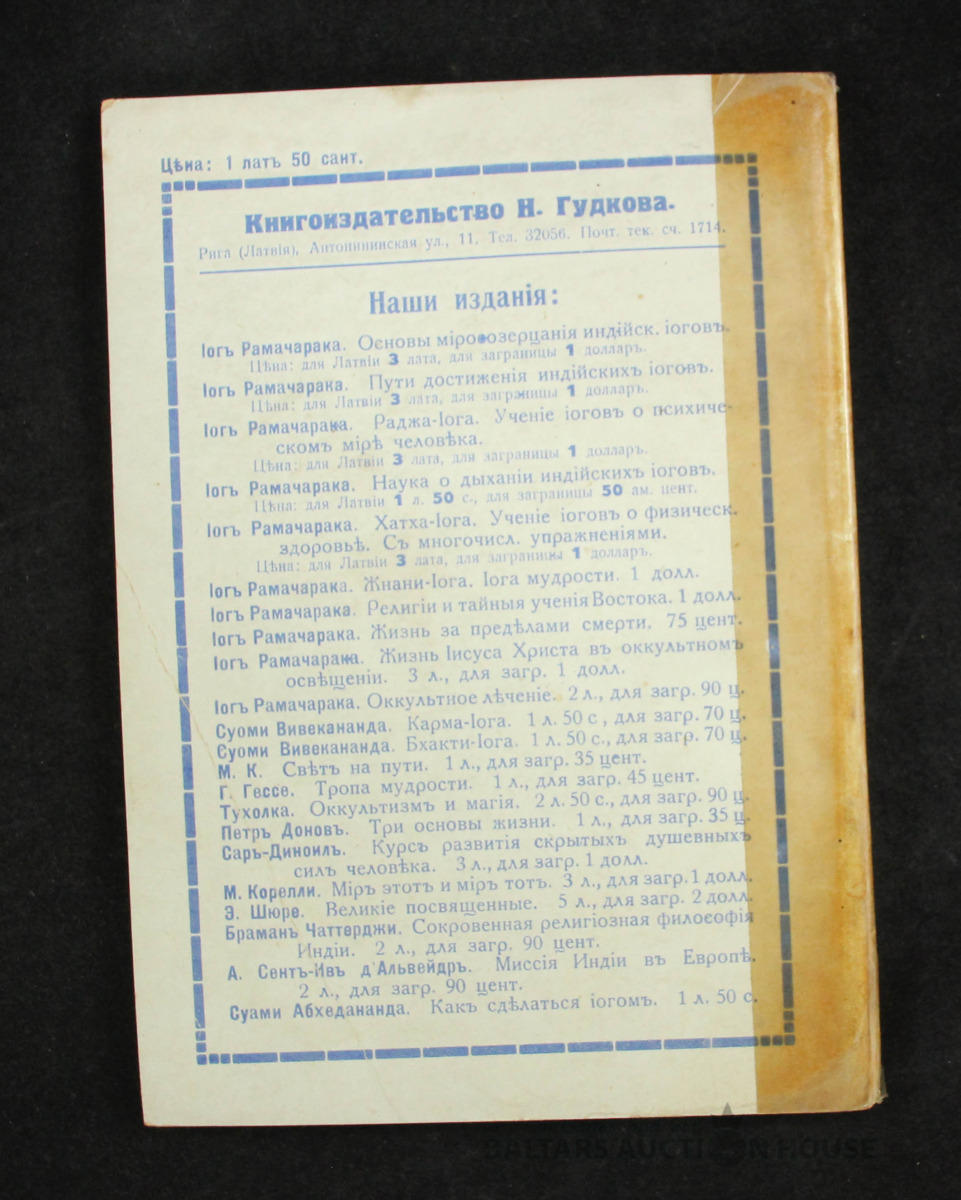 Цѣна: 1 латъ 50 сант.
Книгоиздательство Н. Гудкова.
Рига (Латвія), Антонининская ул., 11. Тел. 32056. Почт. тек. сч. 1714.
Наши изданія:
Іогъ Рамачарака. Основы міровоззерцанія индійск. іоговъ.
Цѣна: для Латвіи 3 лата, для заграницы 1 долларъ.
Іогъ Рамачарака. Пути достиженія индійскихъ іоговъ.
Цѣна: для Латвіи 3 лата, для заграницы 1 долларъ.
Іогъ Рамачарака. Раджа-Іога. Ученіе іоговъ о психиче-
скомъ мірѣ человѣка.
Цѣна: для Латвіи 3 лата, для заграницы 1 долларъ.
Іогъ Рамачарака. Наука о дыханіи индійскихъ іоговъ.
Цѣна: для Латвіи 1 л. 50 с., для заграницы 50 ам. цент.
Іогъ Рамачарака. Хатха-Іога. Ученіе іоговъ о физическ.
здоровьѣ. Съ многочисл. упражненіями.
Цѣна: для Латвіи 3 лата, для заграницы 1 долларъ.
Іогъ Рамачарака. Жнани-Іога. Іога мудрости. 1 долл.
Іогъ Рамачарака. Религіи и тайныя ученія Востока. 1 долл.
Іогъ Рамачарака. Жизнь за предѣлами смерти. 75 цент.
Іогъ Рамачарана. Жизнь Іисуса Христа въ оккультномъ
освѣщеніи. 3 л., для загр. 1 долл.
Іогъ Рамачарака. Оккультное лѣченіе. 2 л., для загр. 90 ц.
Суоми Вивекананда. Карма-Іога. 1 л. 50 с, для загр. 70 ц.
Суоми Вивекананда. Бхакти-Іога. 1 л. 50 с., для загр. 70 ц.
М. К. Свѣтъ на пути. 1 л., для загр. 35 цент.
Г. Гессе. Тропа мудрости. 1 л., для загр. 45 цент.
Тухолка. Оккультизмъ и магія. 2 л. 50 с., для загр. 90 ц.
Петръ Доновъ. Три основы жизни. 1 л., для загр. 35 ц.
Саръ-Диноилъ. Курсъ развитія скрытыхъ душевныхъ
силъ человѣка. 3 л., для загр. 1 долл.
М. Корелли. Міръ этотъ и міръ тотъ. 3 л., для загр. 1 долл.
Э. Шюре. Великіе посвященные. 5 л., для загр. 2 долл.
Браманъ Чаттерджи. Сокровенная религіозная философія
Индіи. 2 л., для загр. 90 цент.
А. Сентъ-Ивъ д'Альвейдръ. Миссія Индіи въ Европѣ.
2 л., для загр. 90 цент.
Суами Абхедананда. Какъ сдѣлаться іогомъ. 1 л. 50 с.
BALTARS AUCTION HOUSE